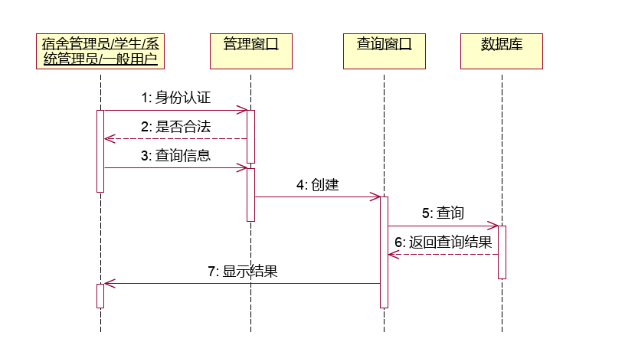 宿舍管理员/学生/系
统管理员/一般用户
管理窗口
查询窗口
数据库
1: 身份认证
2: 是否合法
3: 查询信息
4: 创建
5: 查询
6: 返回查询结果
7: 显示结果